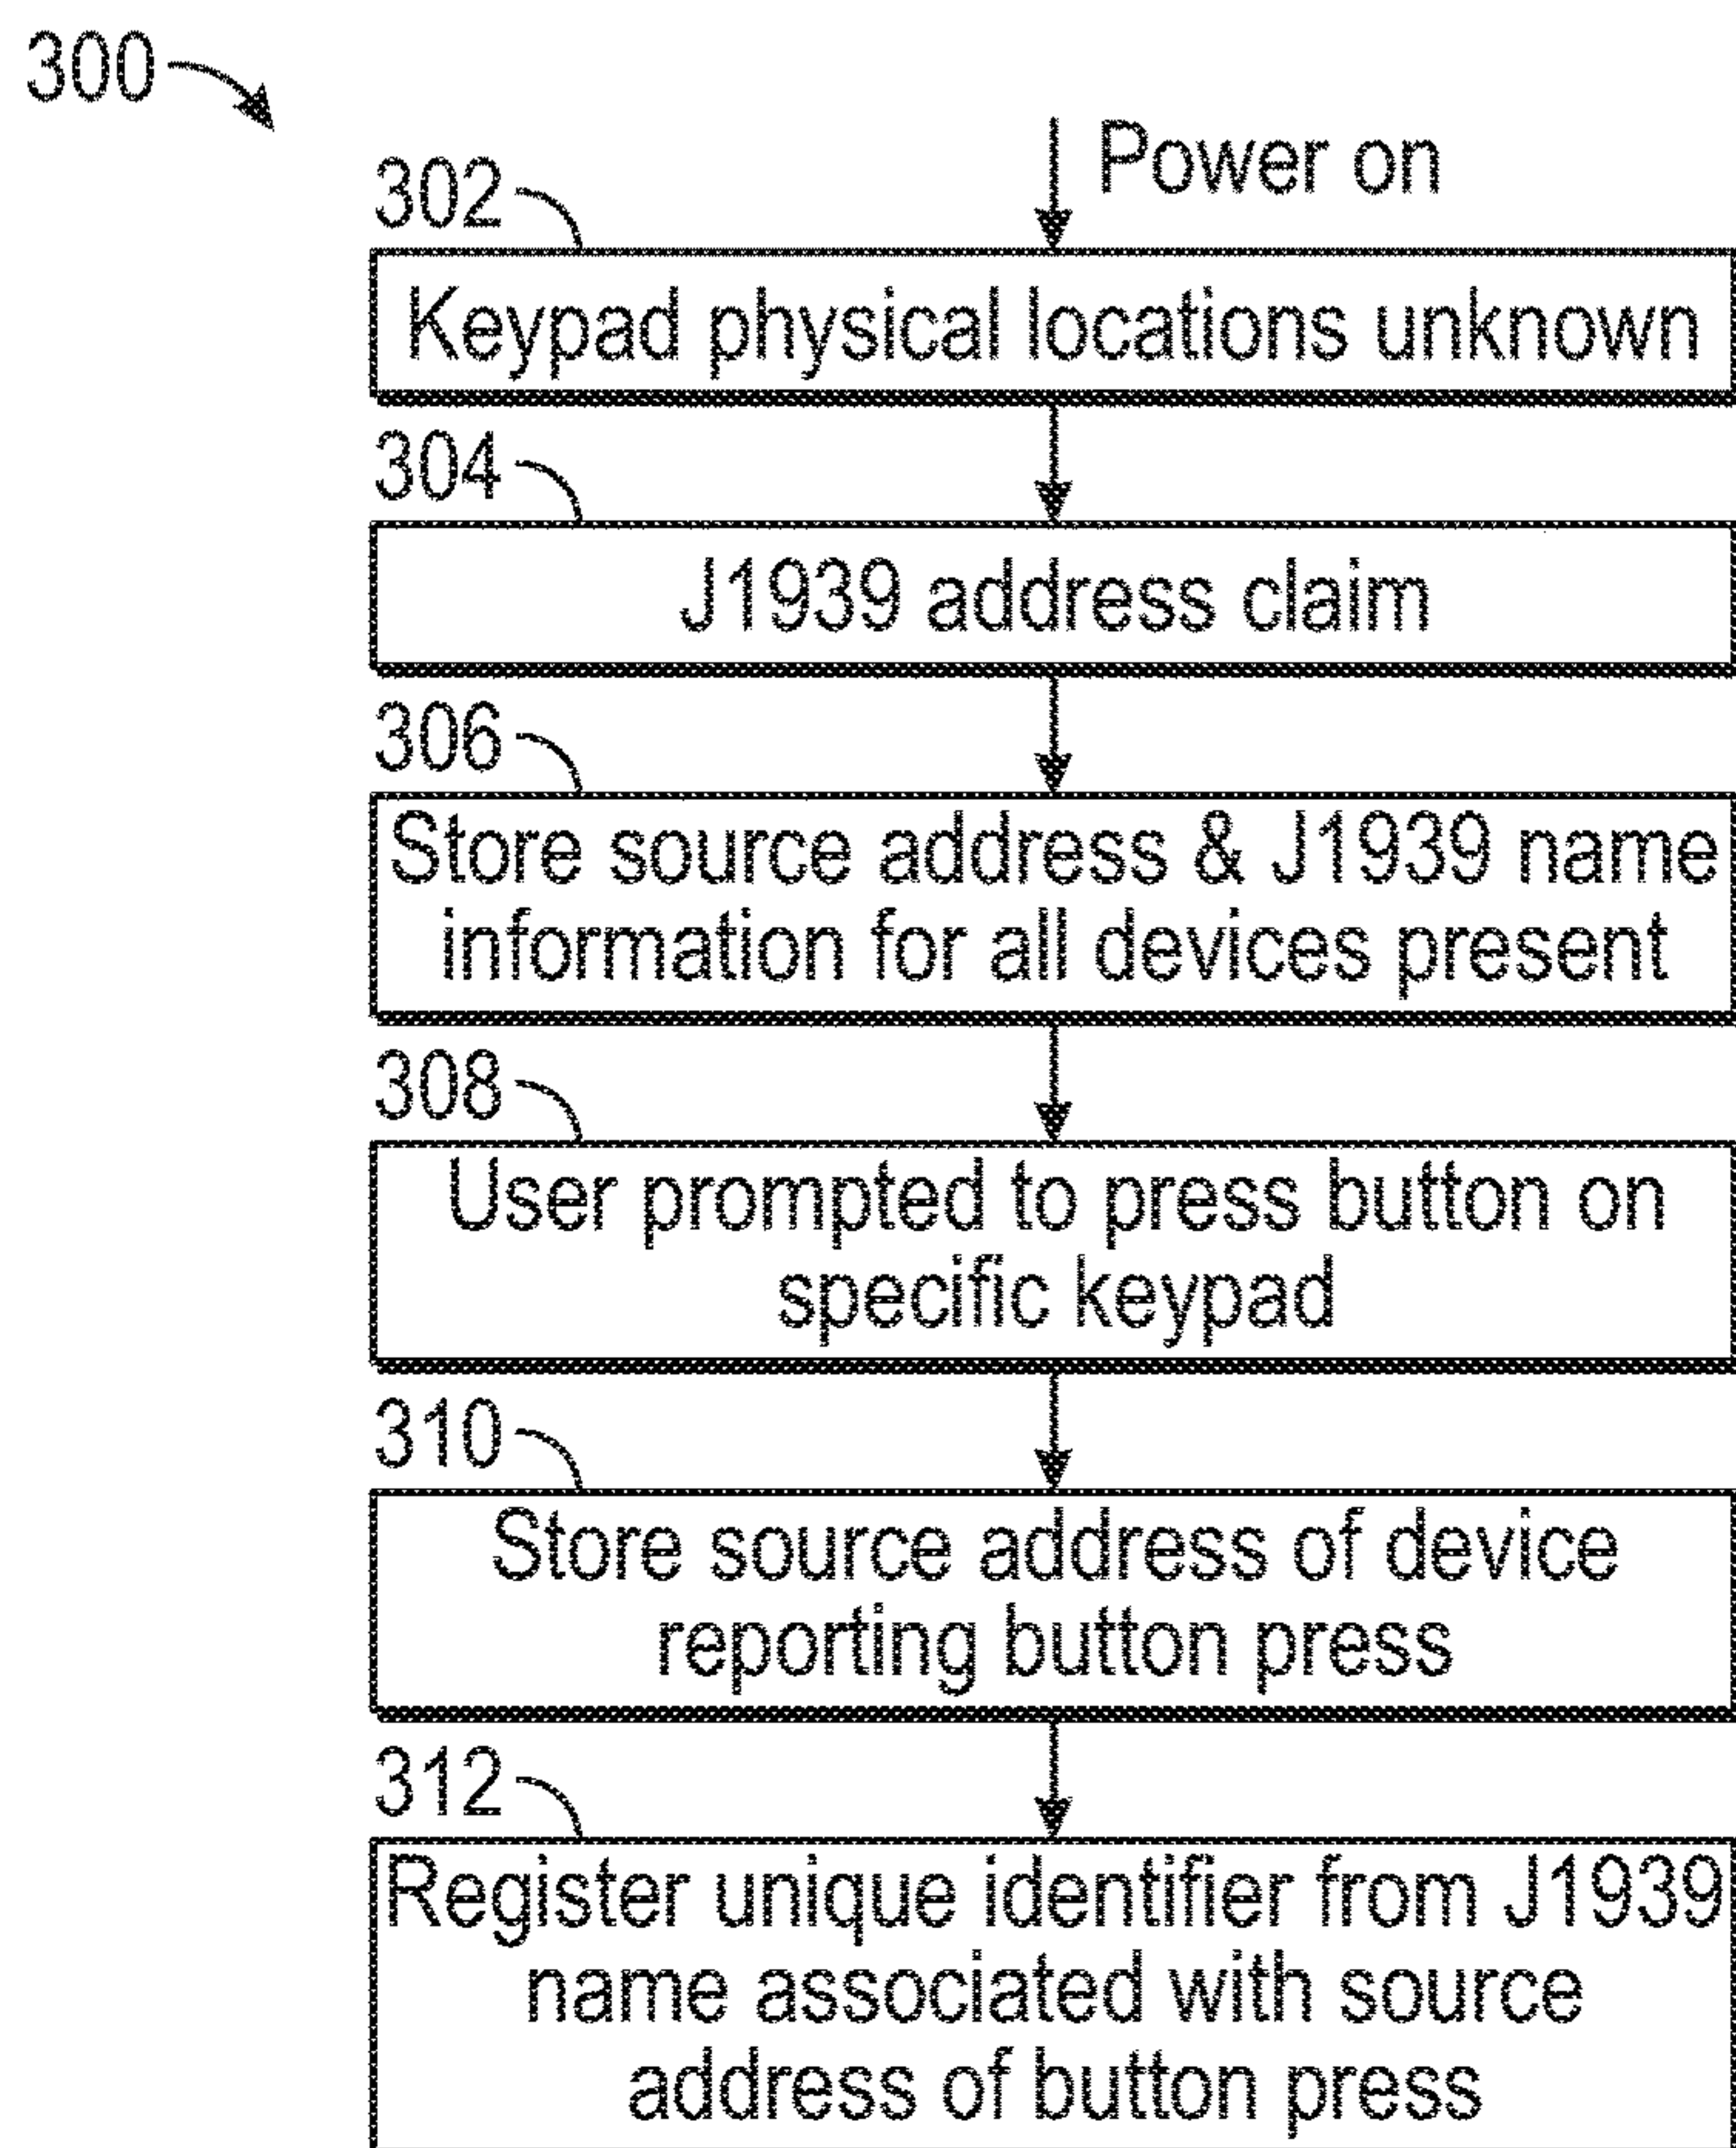 300
Power on
302
Keypad physical locations unknown
304
J1939 address claim
306
Store source address & J1939 name
information for all devices present
308
User prompted to press button on
specific keypad
310
Store source address of device
reporting button press
312
Register unique identifier from J1939
name associated with source
address of button press